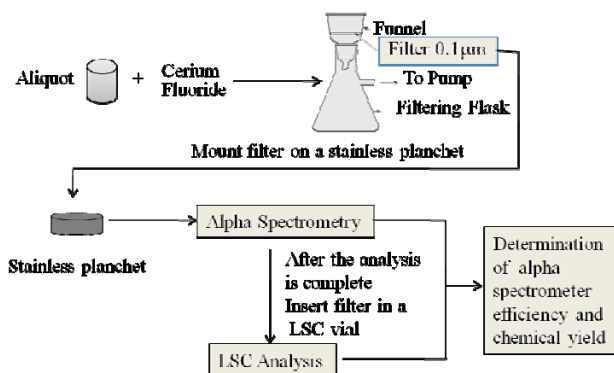 Funnel
Filter 0.1µm
Aliquot
+
Cerium
Fluoride
To Pump
Filtering Flask
Mount filter on a stainless planchet
Stainless planchet
Alpha Spectrometry
After the analysis
is complete
Insert filter in a
LSC vial
LSC Analysis
Determination
of alpha
spectrometer
efficiency and
chemical yield